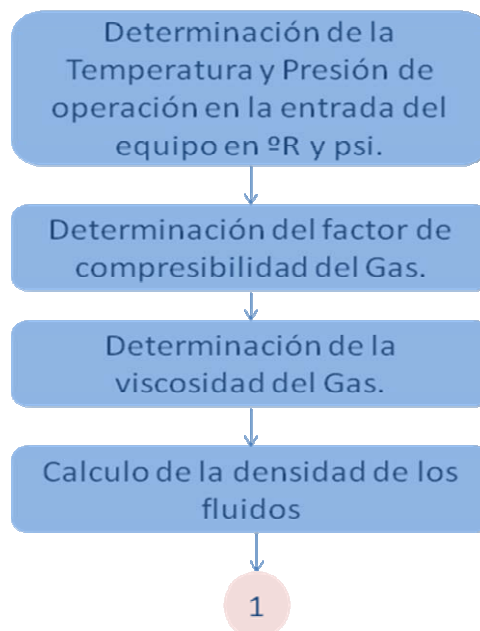 Determinación de la
Temperatura y Presión de
operación en la entrada del
equipo en ºR y psi.
Determinación del factor de
compresibilidad del Gas.
Determinación de la
viscosidad del Gas.
Calculo de la densidad de los
fluidos
1